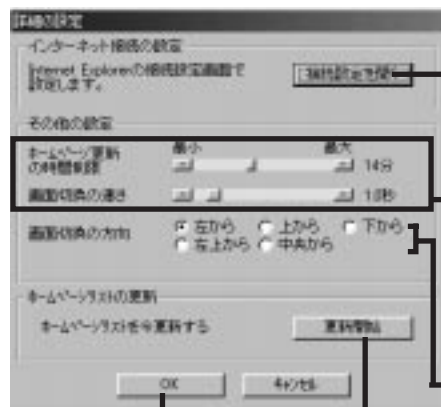 詳細の設定
インターネット接続の設定
Internet Explorerの接続設定画面で
設定します。
接続設定を開く
その他の設定
最小 最大
ホームページ更新
の時間制限
14分
画面切換の速さ
10秒
画面切換の方向
左から 上から 下から
左上から 中央から
ホームページリストの更新
ホームページリストを今更新する
更新開始
OK キャンセル